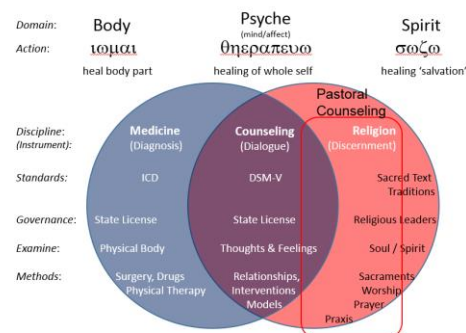 Domain: Body Psyche Spirit
(mind/affect)
Action: ιωμαι θηεραπευω σωζω
heal body part healing of whole self healing ‘salvation’
Pastoral
Counseling
Discipline: Medicine Counseling Religion
(Instrument): (Diagnosis) (Dialogue) (Discernment)
Standards: ICD DSM-V Sacred Text
Traditions
Governance: State License State License Religious Leaders
Examine: Physical Body Thoughts & Feelings Soul / Spirit
Methods: Surgery, Drugs Relationships, Sacraments
Physical Therapy Interventions Worship
Models Prayer
Praxis